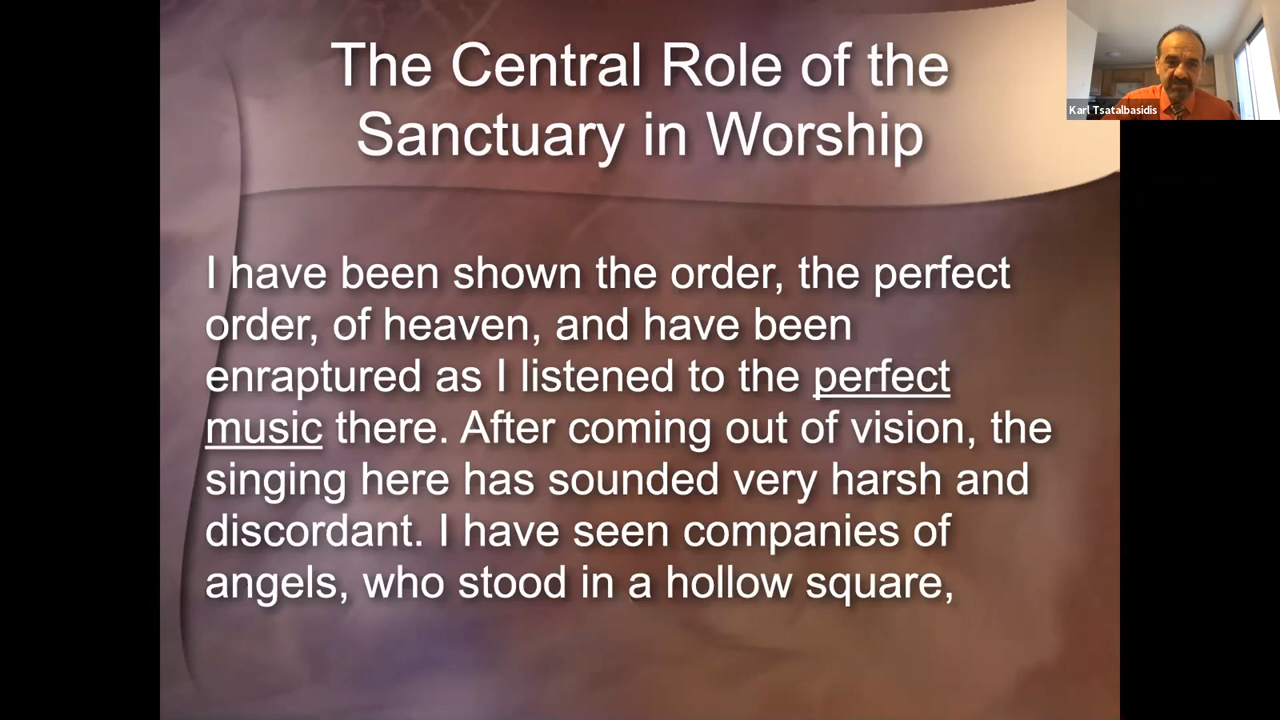 The Central Role of the
Sanctuary in Worship
Karl Tsatalbasidis
I have been shown the order, the perfect
order, of heaven, and have been
enraptured as I listened to the perfect
music there. After coming out of vision, the
singing here has sounded very harsh and
discordant. I have seen companies of
angels, who stood in a hollow square,